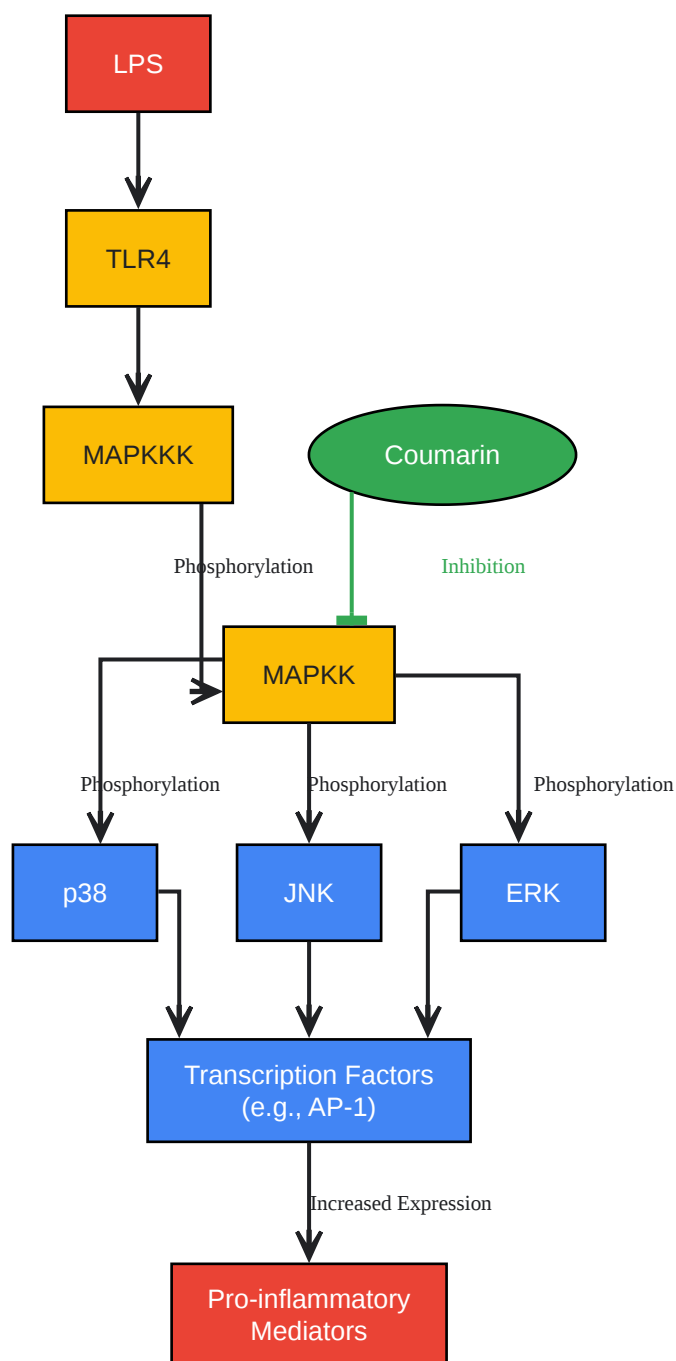 LPS
TLR4
MAPKKK
Coumarin
Phosphorylation
Inhibition
MAPKK
Phosphorylation
Phosphorylation
Phosphorylation
p38
JNK
ERK
Transcription Factors
(e.g., AP-1)
Increased Expression
Pro-inflammatory
Mediators